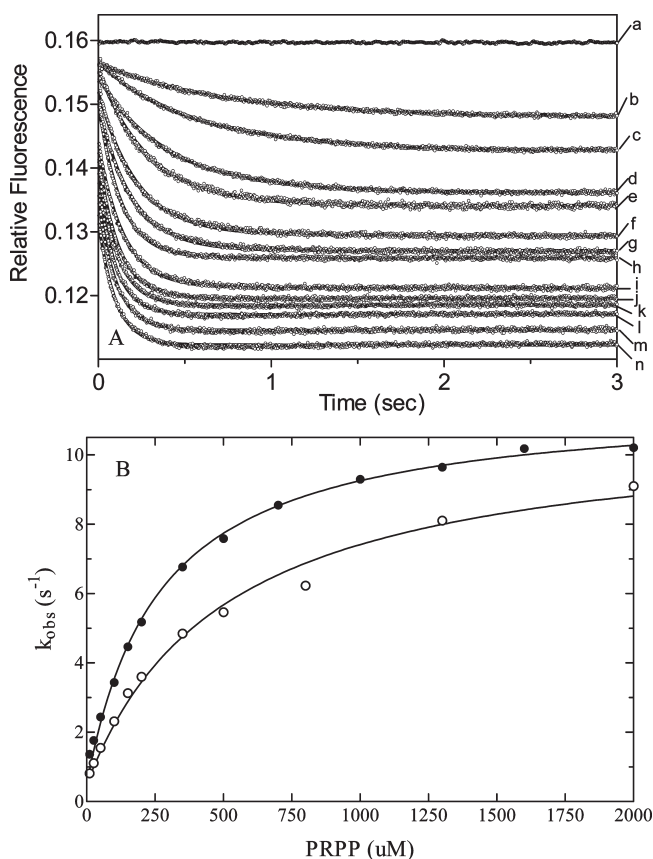 0.16
0.15
0.14
0.13
0.12
Relative Fluorescence
A
a
b
c
d
e
f
g
h
i
j
k
l
m
n
0 1 2 3
Time (sec)
B
10
8
6
4
2
0
k obs (s-1)
0 250 500 750 1000 1250 1500 1750 2000
PRPP (uM)